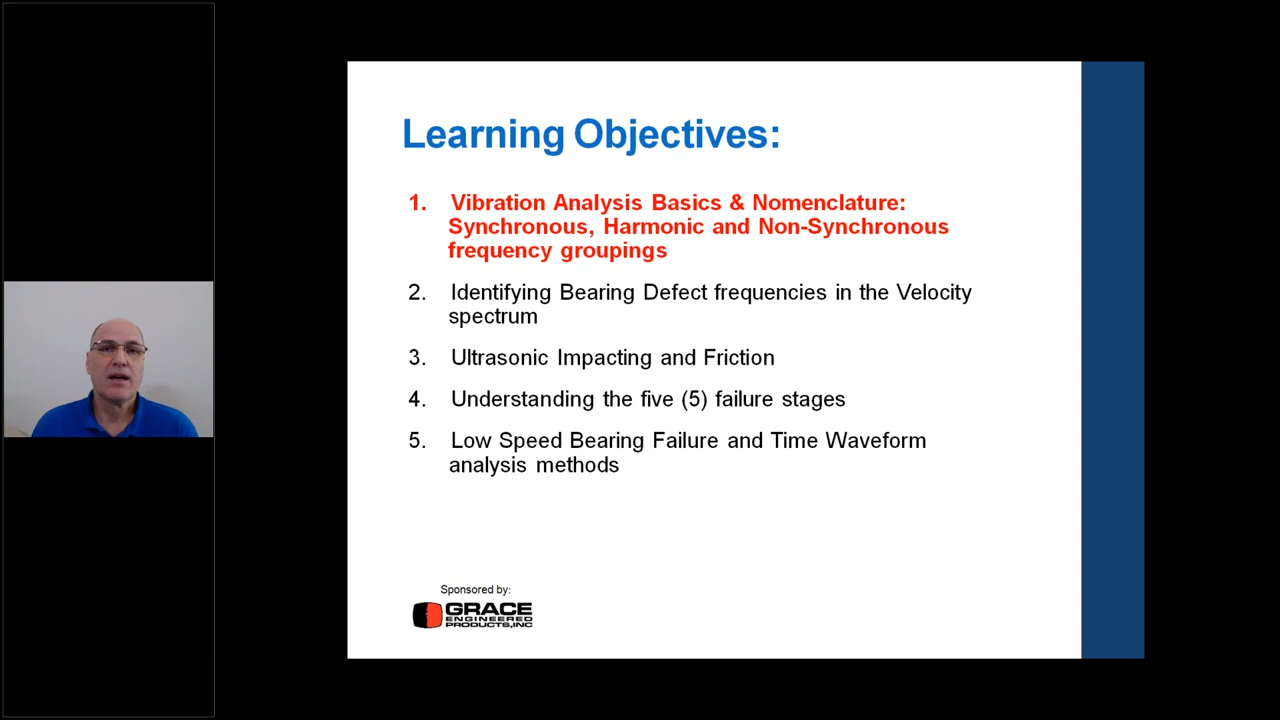 Learning Objectives:
1. Vibration Analysis Basics & Nomenclature:
Synchronous, Harmonic and Non-Synchronous
frequency groupings
2. Identifying Bearing Defect frequencies in the Velocity
spectrum
3. Ultrasonic Impacting and Friction
4. Understanding the five (5) failure stages
5. Low Speed Bearing Failure and Time Waveform
analysis methods
Sponsored by:
GRACE
ENGINEERED
PRODUCTS, INC